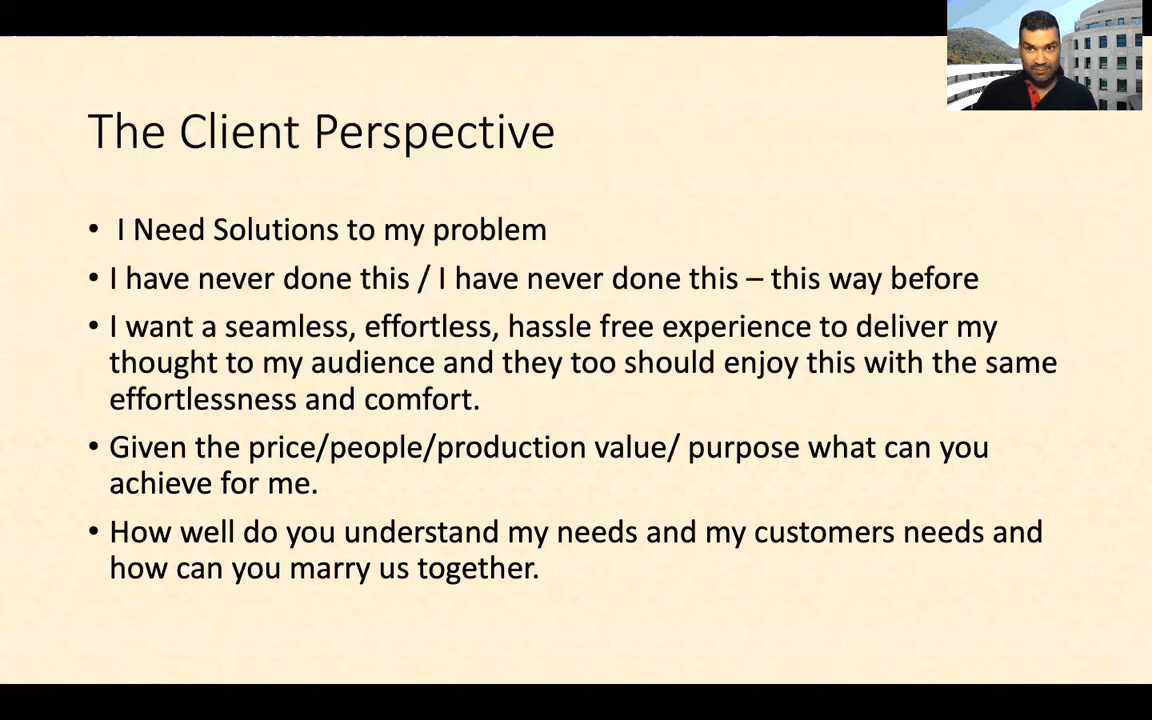 The Client Perspective
• I Need Solutions to my problem
• I have never done this / I have never done this – this way before
• I want a seamless, effortless, hassle free experience to deliver my
thought to my audience and they too should enjoy this with the same
effortlessness and comfort.
• Given the price/people/production value/ purpose what can you
achieve for me.
• How well do you understand my needs and my customers needs and
how can you marry us together.